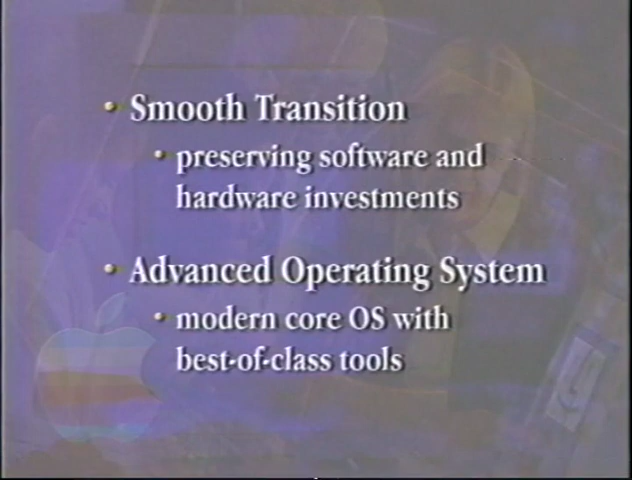 • Smooth Transition
• preserving software and
hardware investments
• Advanced Operating System
• modern core OS with
best-of-class tools